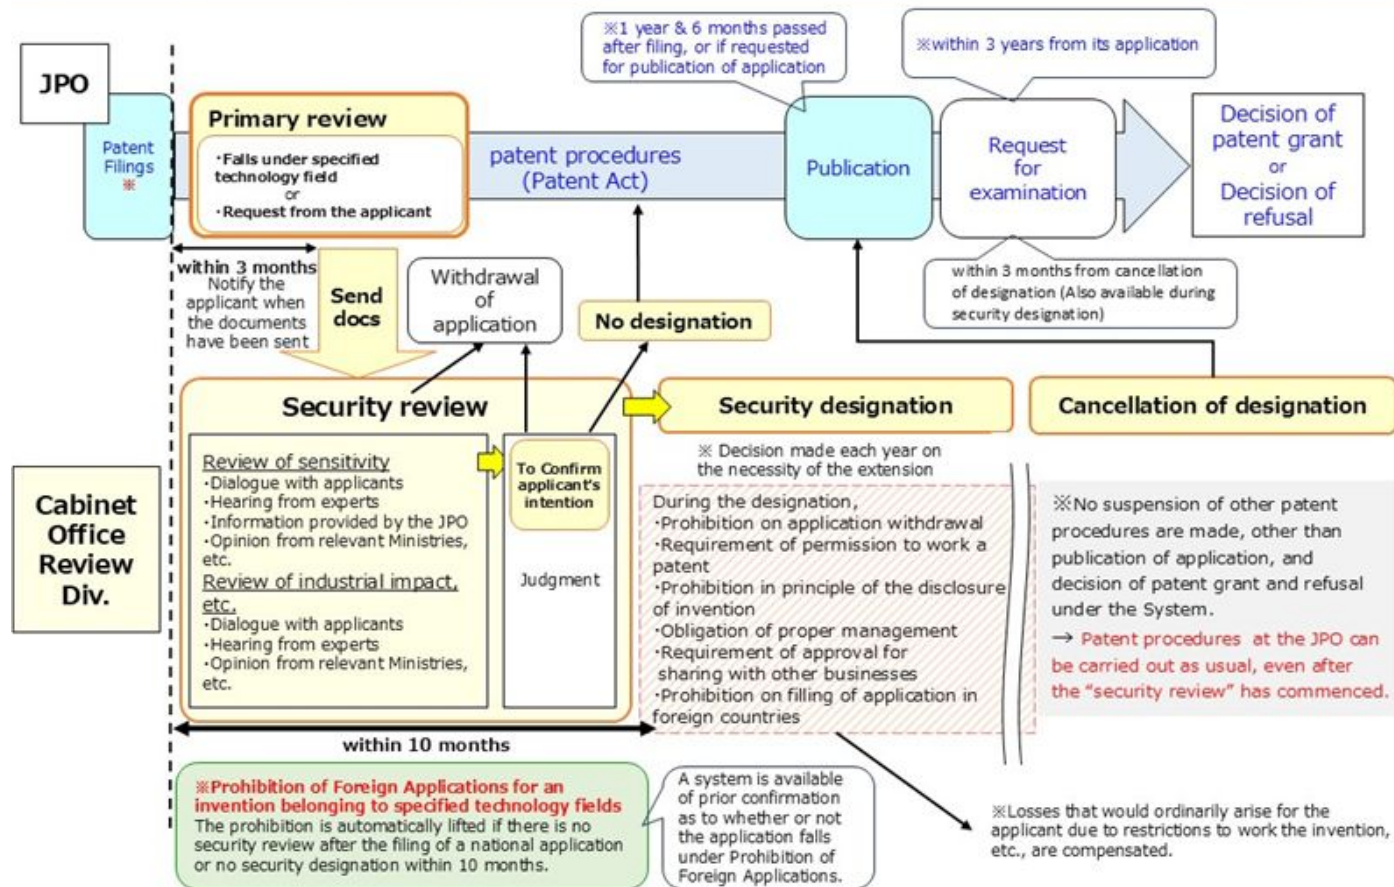 ※1 year & 6 months passed
after filing, or if requested
for publication of application
※within 3 years from its application
JPO
Patent
Filings
※
Primary review
・Falls under specified
technology field
or
・Request from the applicant
patent procedures
(Patent Act)
Publication
Request
for
examination
Decision of
patent grant
or
Decision of
refusal
within 3 months
Notify the
applicant when
the documents
have been sent
Send
docs
Withdrawal
of
application
No designation
within 3 months from cancellation
of designation (Also available during
security designation)
Security review
Security designation
Cancellation of designation
Cabinet
Office
Review
Div.
Review of sensitivity
・Dialogue with applicants
・Hearing from experts
・Information provided by the JPO
・Opinion from relevant Ministries,
etc.
Review of industrial impact,
etc.
・Dialogue with applicants
・Hearing from experts
・Opinion from relevant Ministries,
etc.
To Confirm
applicant's
intention
Judgment
※ Decision made each year on
the necessity of the extension
During the designation,
・Prohibition on application withdrawal
・Requirement of permission to work a
patent
・Prohibition in principle of the disclosure
of invention
・Obligation of proper management
・Requirement of approval for
sharing with other businesses
・Prohibition on filling of application in
foreign countries
※No suspension of other patent
procedures are made, other than
publication of application, and
decision of patent grant and refusal
under the System.
→ Patent procedures at the JPO can
be carried out as usual, even after
the “security review” has commenced.
within 10 months
※Prohibition of Foreign Applications for an
invention belonging to specified technology fields
The prohibition is automatically lifted if there is no
security review after the filing of a national application
or no security designation within 10 months.
A system is available
of prior confirmation
as to whether or not
the application falls
under Prohibition of
Foreign Applications.
※Losses that would ordinarily arise for the
applicant due to restrictions to work the invention,
etc., are compensated.